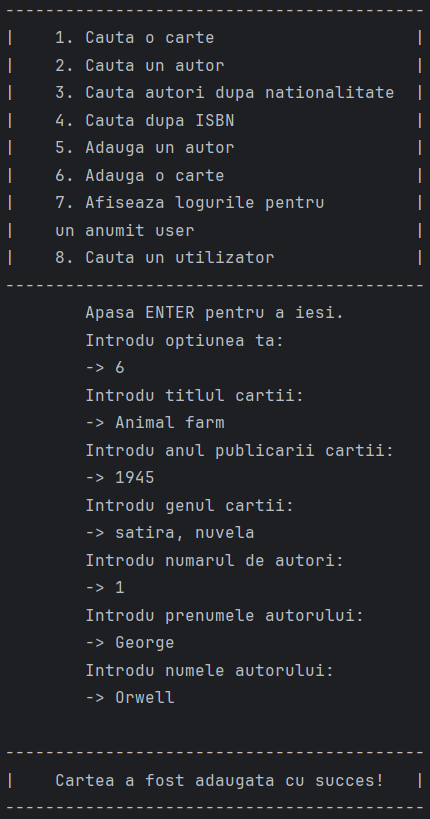 ------------------------------------------
|    1. Cauta o carte                    |
|    2. Cauta un autor                   |
|    3. Cauta autori dupa nationalitate  |
|    4. Cauta dupa ISBN                  |
|    5. Adauga un autor                  |
|    6. Adauga o carte                   |
|    7. Afiseaza logurile pentru         |
|    un anumit user                      |
|    8. Cauta un utilizator              |
------------------------------------------
        Apasa ENTER pentru a iesi.
        Introdu optiunea ta:
        -> 6
        Introdu titlul cartii:
        -> Animal farm
        Introdu anul publicarii cartii:
        -> 1945
        Introdu genul cartii:
        -> satira, nuvela
        Introdu numarul de autori:
        -> 1
        Introdu prenumele autorului:
        -> George
        Introdu numele autorului:
        -> Orwell

------------------------------------------
|    Cartea a fost adaugata cu succes!   |
------------------------------------------